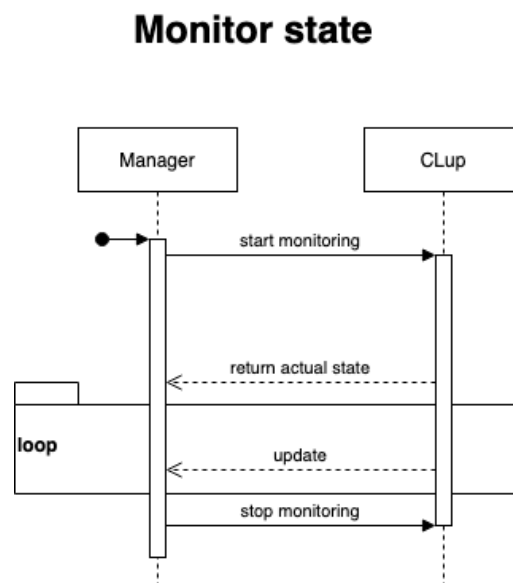 Monitor state
Manager
CLup
start monitoring
return actual state
loop
update
stop monitoring